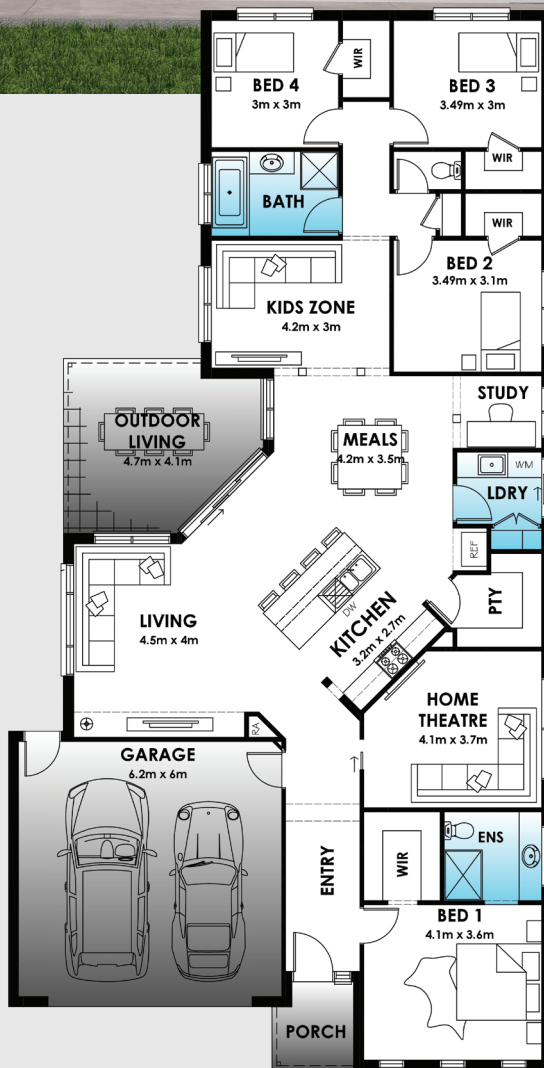 BED 4
3m x 3m
WIR
BED 3
3.49m x 3m
WIR
BATH
WIR
BED 2
3.49m x 3.1m
KIDS ZONE
4.2m x 3m
STUDY
OUTDOOR
LIVING
4.7m x 4.1m
MEALS
4.2m x 3.5m
WM
LDRY
REF
PTY
LIVING
4.5m x 4m
DW
KITCHEN
3.2m x 2.7m
HOME
THEATRE
4.1m x 3.7m
RA
GARAGE
6.2m x 6m
ENTRY
WIR
ENS
BED 1
4.1m x 3.6m
PORCH